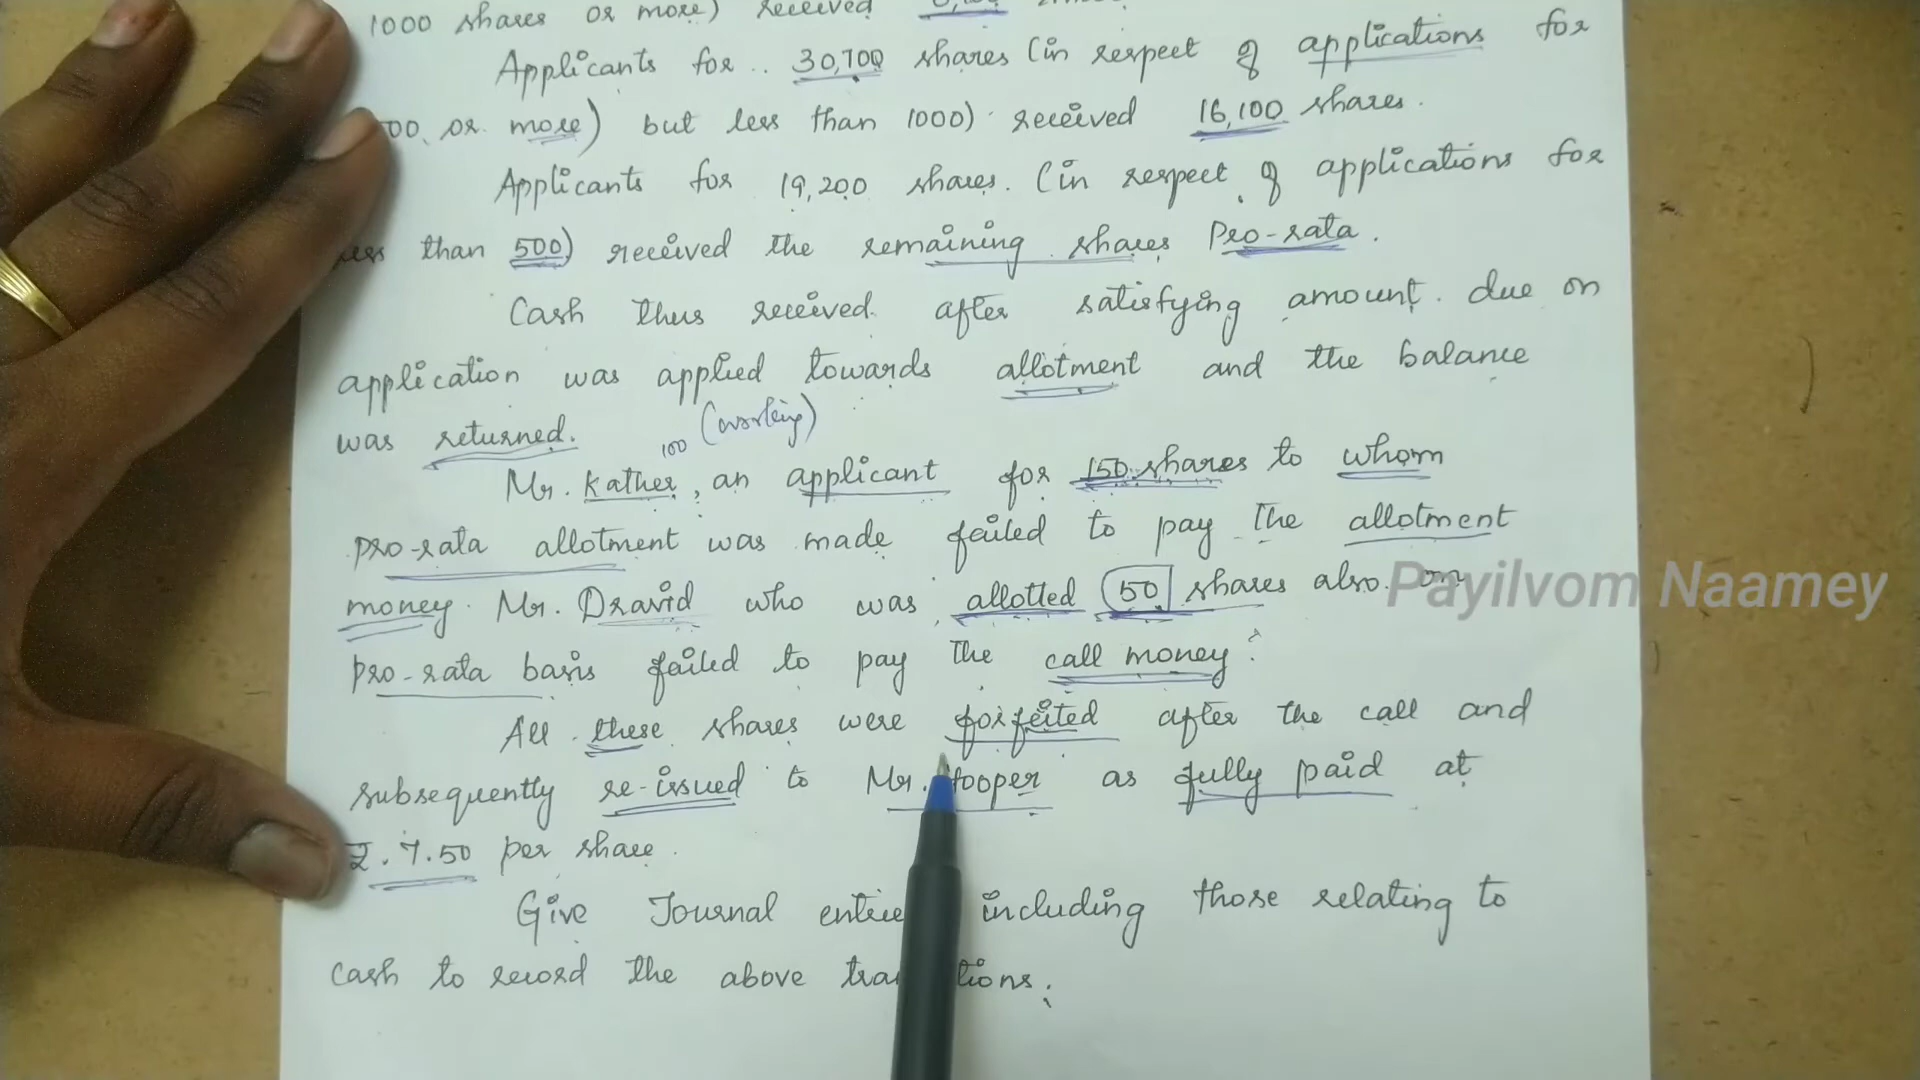 1000 shares or more) received
Applicants for .. 30,700 shares (in respect of applications for
00, or more) but less than 1000) received 16,100 shares.
Applicants for 19,200 shares. (in respect of applications for
less than 500) received the remaining shares Pro-rata.
Cash thus received after satisfying amount due on
application was applied towards allotment and the balance
was returned.
100 (working)
Mr. Kather, an applicant for 150 shares to whom
pro-rata allotment was made failed to pay the allotment
money. Mr. Dravid who was allotted 50 shares also on
Payilvom Naamey
pro-rata basis failed to pay the call money.
All these shares were forfeited after the call and
subsequently re-issued to Mr. Hooper as fully paid at
₹. 7.50 per share.
Give Journal entries including those relating to
cash to record the above transactions.